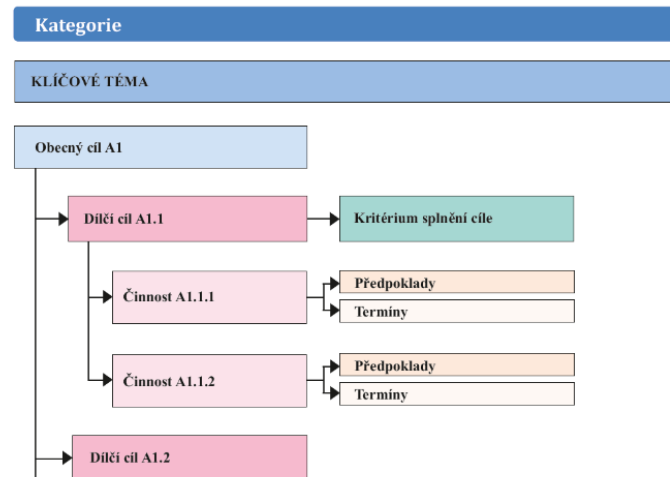 Kategorie
KLÍČOVÉ TÉMA
Obecný cíl A1
Dílčí cíl A1.1
Kritérium splnění cíle
Činnost A1.1.1
Předpoklady
Termíny
Činnost A1.1.2
Předpoklady
Termíny
Dílčí cíl A1.2